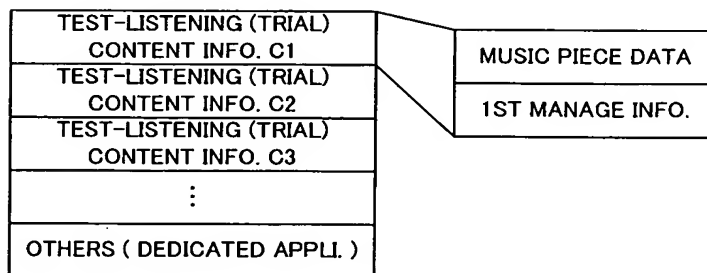 TEST-LISTENING (TRIAL)
CONTENT INFO. C1
TEST-LISTENING (TRIAL)
CONTENT INFO. C2
TEST-LISTENING (TRIAL)
CONTENT INFO. C3
⋮
OTHERS ( DEDICATED APPLI. )
MUSIC PIECE DATA
1ST MANAGE INFO.